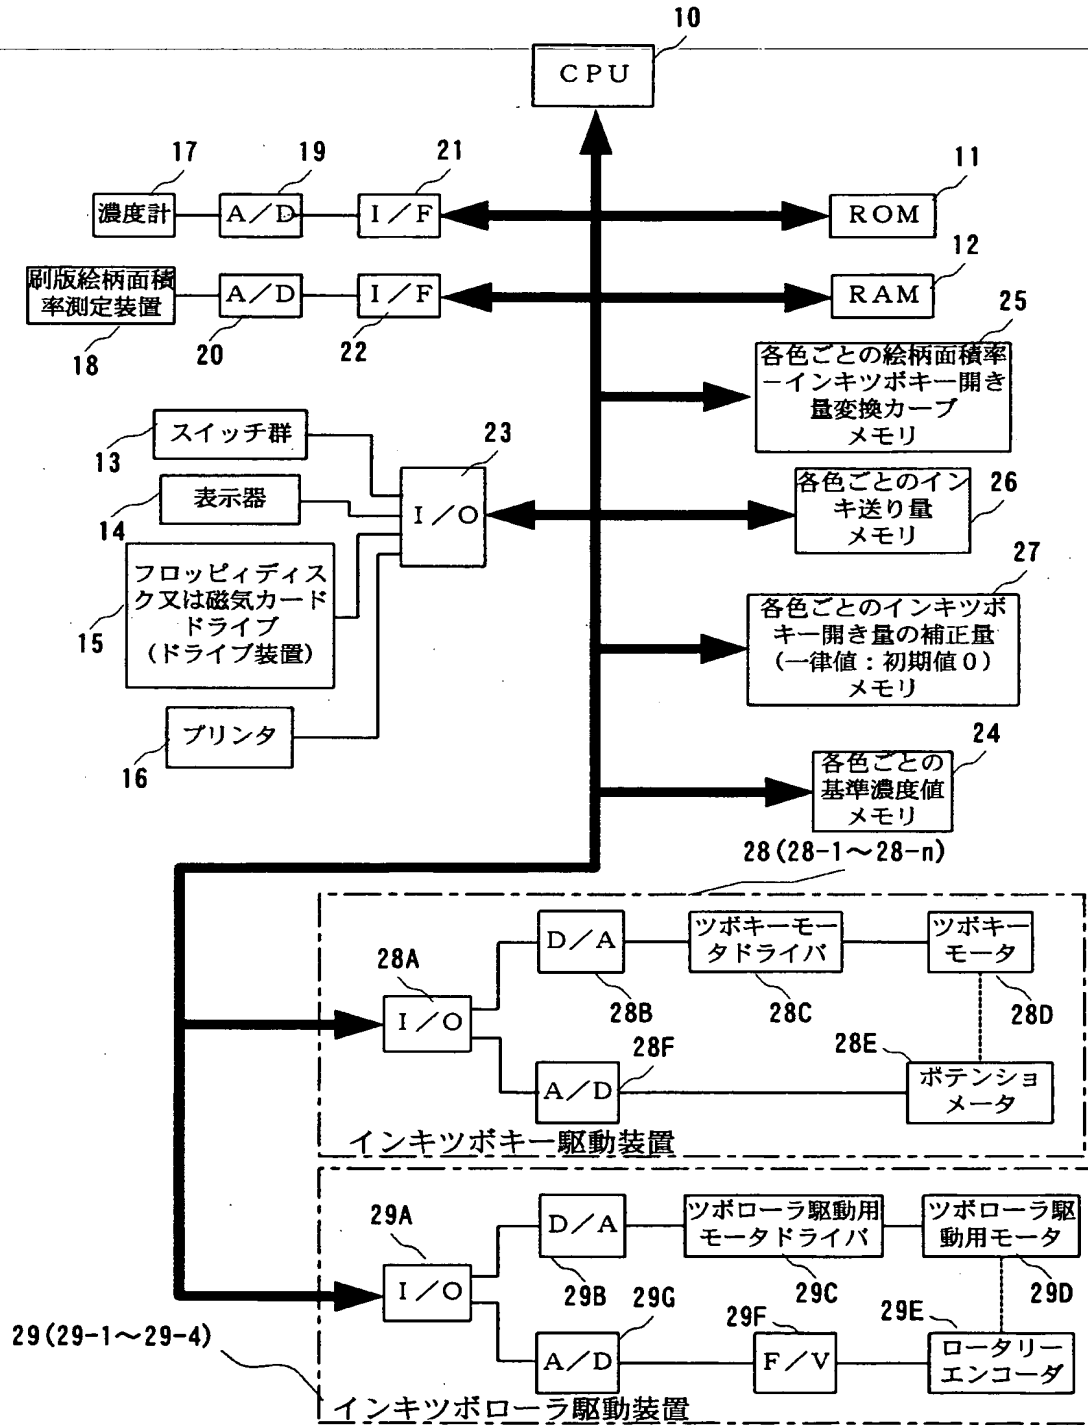 10
CPU
17
19
21
11
濃度計
A/D
I/F
ROM
12
刷版絵柄面積
率測定装置
A/D
I/F
RAM
18
20
22
25
各色ごとの絵柄面積率
−インキツボキー開き
量変換カーブ
メモリ
スイッチ群
13
23
表示器
14
I/O
各色ごとのイン
キ送り量
メモリ
26
フロッピィディス
ク又は磁気カード
ドライブ
(ドライブ装置)
15
27
各色ごとのインキツボ
キー開き量の補正量
(一律値:初期値0)
メモリ
プリンタ
16
24
各色ごとの
基準濃度値
メモリ
28(28-1〜28-n)
28A
I/O
D/A
28B
ツボキーモー
タドライバ
28C
ツボキー
モータ
28D
28F
A/D
28E
ポテンショ
メータ
インキツボキー駆動装置
29A
I/O
D/A
29B
ツボローラ駆動用
モータドライバ
29C
ツボローラ駆
動用モータ
29D
29G
A/D
29F
F/V
29E
ロータリー
エンコーダ
29(29-1〜29-4)
インキツボローラ駆動装置